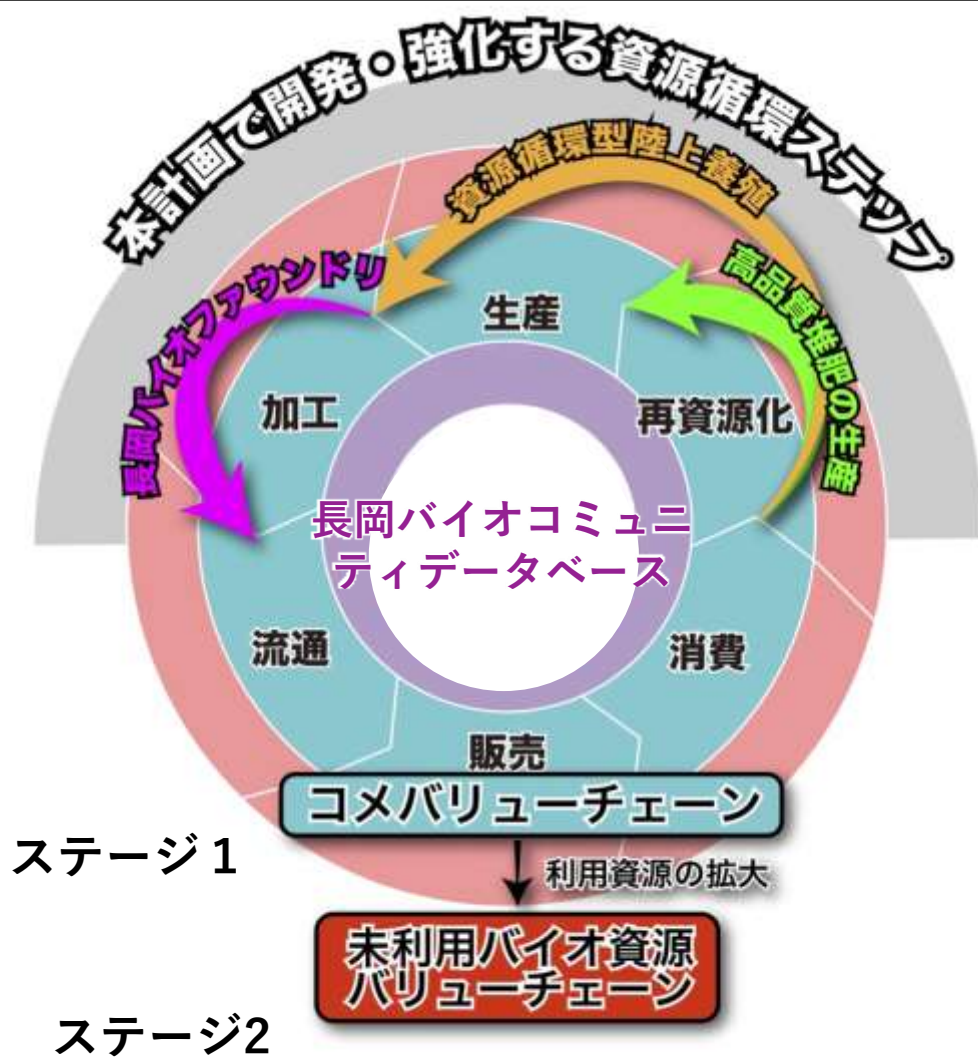 本計画で開発・強化する資源循環ステップ
資源循環型陸上養殖
高品質堆肥の生産
長岡バイオファウンドリ
生産
加工
再資源化
長岡バイオコミュニ
ティデータベース
流通
消費
販売
コメバリューチェーン
ステージ１
利用資源の拡大
未利用バイオ資源
バリューチェーン
ステージ2